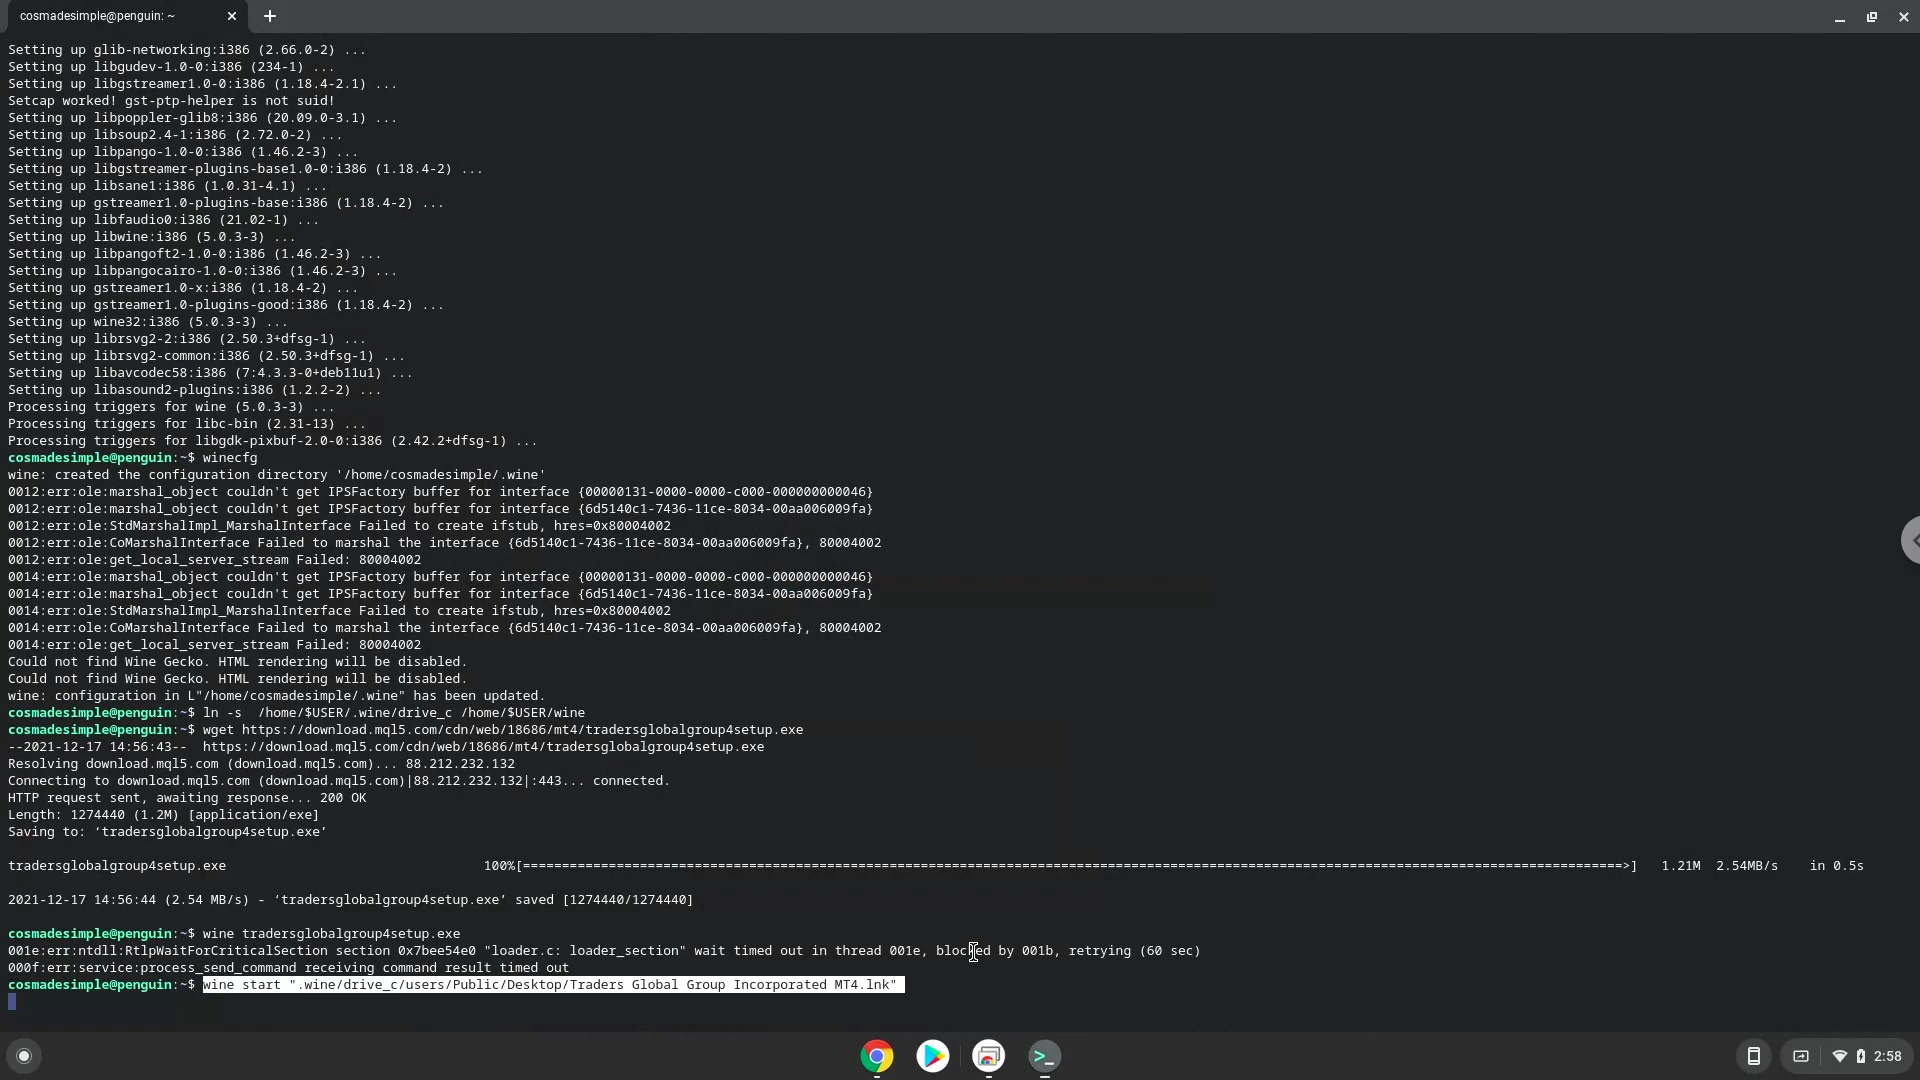 cosmadesimple@penguin: ~
Setting up glib-networking:i386 (2.66.0-2) ...
Setting up libgudev-1.0-0:i386 (234-1) ...
Setting up libgstreamer1.0-0:i386 (1.18.4-2.1) ...
Setcap worked! gst-ptp-helper is not suid!
Setting up libpoppler-glib8:i386 (20.09.0-3.1) ...
Setting up libsoup2.4-1:i386 (2.72.0-2) ...
Setting up libpango-1.0-0:i386 (1.46.2-3) ...
Setting up libgstreamer-plugins-base1.0-0:i386 (1.18.4-2) ...
Setting up libsane1:i386 (1.0.31-4.1) ...
Setting up gstreamer1.0-plugins-base:i386 (1.18.4-2) ...
Setting up libfaudio0:i386 (21.02-1) ...
Setting up libwine:i386 (5.0.3-3) ...
Setting up libpangoft2-1.0-0:i386 (1.46.2-3) ...
Setting up libpangocairo-1.0-0:i386 (1.46.2-3) ...
Setting up gstreamer1.0-x:i386 (1.18.4-2) ...
Setting up gstreamer1.0-plugins-good:i386 (1.18.4-2) ...
Setting up wine32:i386 (5.0.3-3) ...
Setting up librsvg2-2:i386 (2.50.3+dfsg-1) ...
Setting up librsvg2-common:i386 (2.50.3+dfsg-1) ...
Setting up libavcodec58:i386 (7:4.3.3-0+deb11u1) ...
Setting up libasound2-plugins:i386 (1.2.2-2) ...
Processing triggers for wine (5.0.3-3) ...
Processing triggers for libc-bin (2.31-13) ...
Processing triggers for libgdk-pixbuf-2.0-0:i386 (2.42.2+dfsg-1) ...
cosmadesimple@penguin:~$ winecfg
wine: created the configuration directory '/home/cosmadesimple/.wine'
0012:err:ole:marshal_object couldn't get IPSFactory buffer for interface {00000131-0000-0000-c000-000000000046}
0012:err:ole:marshal_object couldn't get IPSFactory buffer for interface {6d5140c1-7436-11ce-8034-00aa006009fa}
0012:err:ole:StdMarshalImpl_MarshalInterface Failed to create ifstub, hres=0x80004002
0012:err:ole:CoMarshalInterface Failed to marshal the interface {6d5140c1-7436-11ce-8034-00aa006009fa}, 80004002
0012:err:ole:get_local_server_stream Failed: 80004002
0014:err:ole:marshal_object couldn't get IPSFactory buffer for interface {00000131-0000-0000-c000-000000000046}
0014:err:ole:marshal_object couldn't get IPSFactory buffer for interface {6d5140c1-7436-11ce-8034-00aa006009fa}
0014:err:ole:StdMarshalImpl_MarshalInterface Failed to create ifstub, hres=0x80004002
0014:err:ole:CoMarshalInterface Failed to marshal the interface {6d5140c1-7436-11ce-8034-00aa006009fa}, 80004002
0014:err:ole:get_local_server_stream Failed: 80004002
Could not find Wine Gecko. HTML rendering will be disabled.
Could not find Wine Gecko. HTML rendering will be disabled.
wine: configuration in L"/home/cosmadesimple/.wine" has been updated.
cosmadesimple@penguin:~$ ln -s  /home/$USER/.wine/drive_c /home/$USER/wine
cosmadesimple@penguin:~$ wget https://download.mql5.com/cdn/web/18686/mt4/tradersglobalgroup4setup.exe
--2021-12-17 14:56:43--  https://download.mql5.com/cdn/web/18686/mt4/tradersglobalgroup4setup.exe
Resolving download.mql5.com (download.mql5.com)... 88.212.232.132
Connecting to download.mql5.com (download.mql5.com)|88.212.232.132|:443... connected.
HTTP request sent, awaiting response... 200 OK
Length: 1274440 (1.2M) [application/exe]
Saving to: ‘tradersglobalgroup4setup.exe’
tradersglobalgroup4setup.exe 100%[=============================================================================================================================================>] 1.21M 2.54MB/s in 0.5s
2021-12-17 14:56:44 (2.54 MB/s) - ‘tradersglobalgroup4setup.exe’ saved [1274440/1274440]
cosmadesimple@penguin:~$ wine tradersglobalgroup4setup.exe
001e:err:ntdll:RtlpWaitForCriticalSection section 0x7bee54e0 "loader.c: loader_section" wait timed out in thread 001e, blocked by 001b, retrying (60 sec)
000f:err:service:process_send_command receiving command result timed out
cosmadesimple@penguin:~$ wine start ".wine/drive_c/users/Public/Desktop/Traders Global Group Incorporated MT4.lnk"
2:58